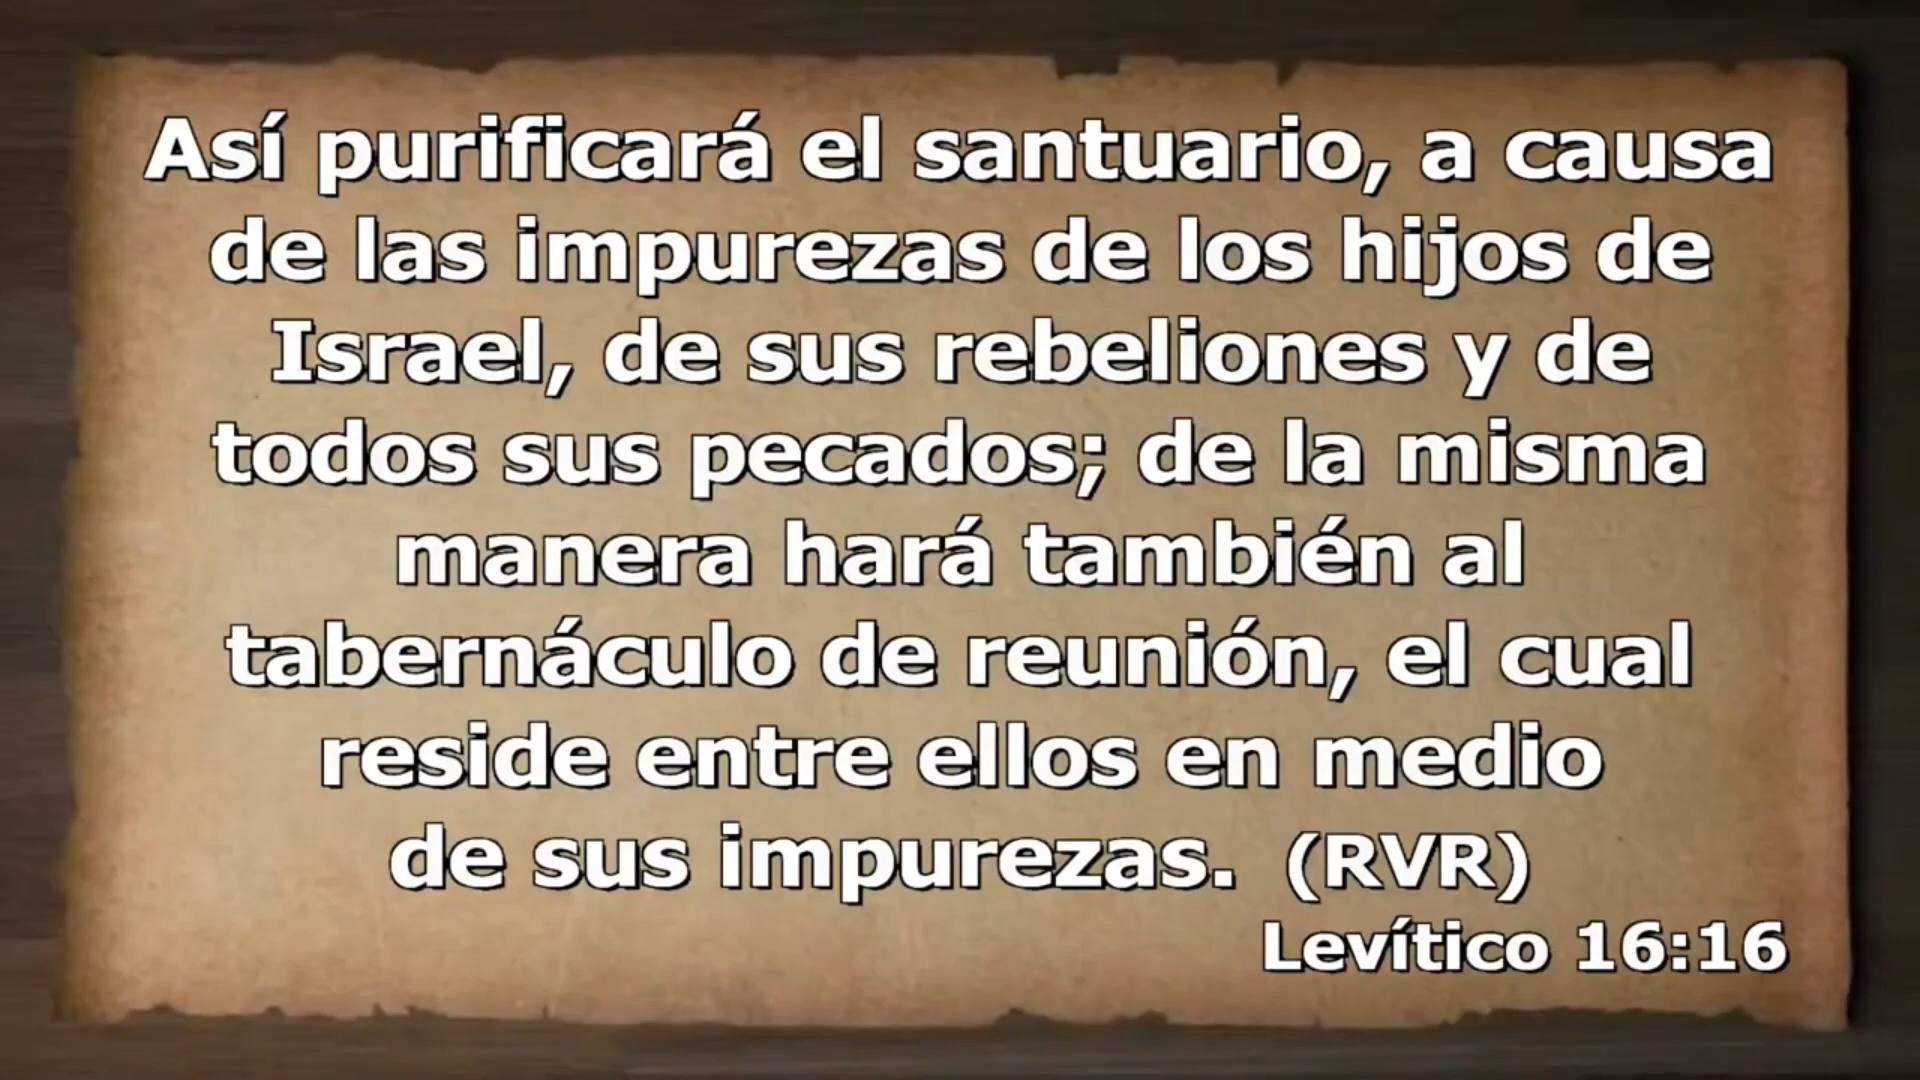 Así purificará el santuario, a causa
de las impurezas de los hijos de
Israel, de sus rebeliones y de
todos sus pecados; de la misma
manera hará también al
tabernáculo de reunión, el cual
reside entre ellos en medio
de sus impurezas. (RVR)
Levítico 16:16